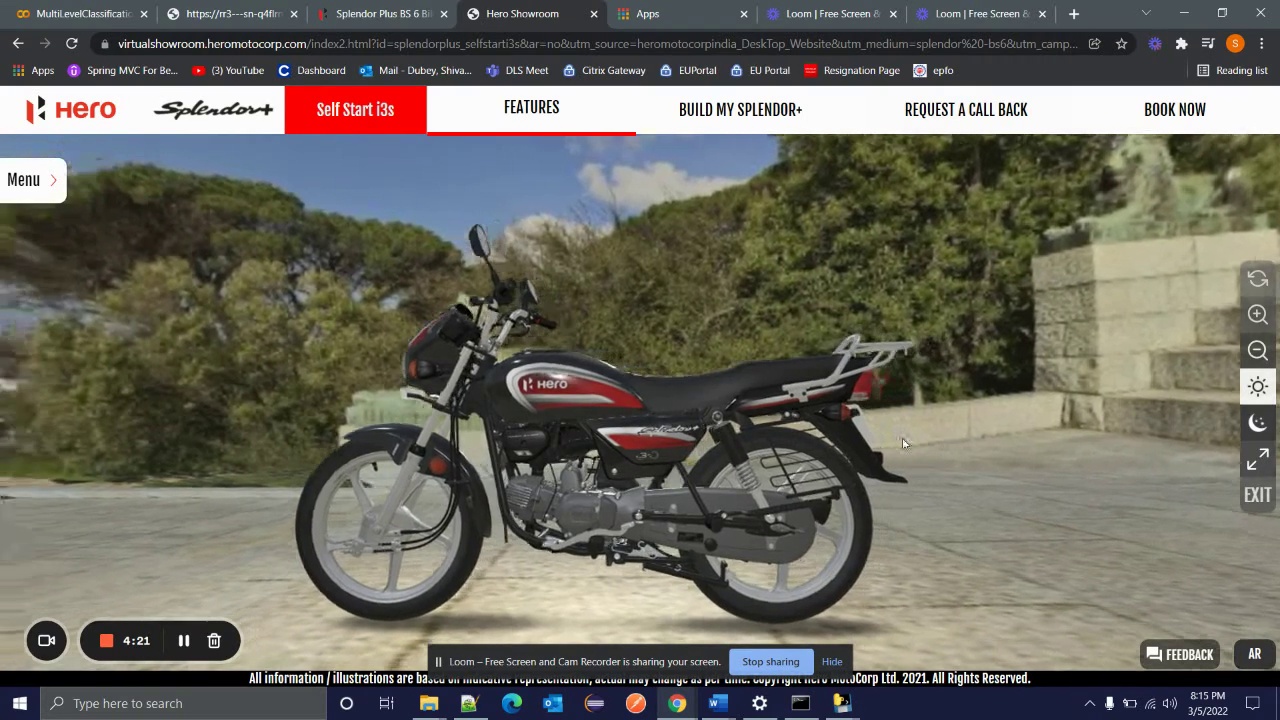 MultiLevelClassificatic
https://rr3---sn-q4flrn
Splendor Plus BS 6 Bik
Hero Showroom
Apps
Loom | Free Screen &
Loom | Free Screen &
virtualshowroom.heromotocorp.com/index2.html?id=splendorplus_selfstarti3s&at=no&utm_source=heromotocorpindia_DeskTop_Website&utm_medium=splendor%20-bs6&utm_camp...
S
Apps
Spring MVC For Be...
(3) YouTube
Dashboard
Mail - Dubey, Shiva...
DLS Meet
Citrix Gateway
EUPortal
EU Portal
Resignation Page
epfo
Reading list
Hero
Splendor+
Self Start i3s
FEATURES
BUILD MY SPLENDOR+
REQUEST A CALL BACK
BOOK NOW
Menu
Hero
Splendor+
EXIT
4:21
Loom – Free Screen and Cam Recorder is sharing your screen.
Stop sharing
Hide
FEEDBACK
AR
All information / illustrations are based on indicative representation, actual may change as per time. Copyright Hero MotoCorp Ltd. 2021. All Rights Reserved.
Type here to search
8:15 PM
3/5/2022